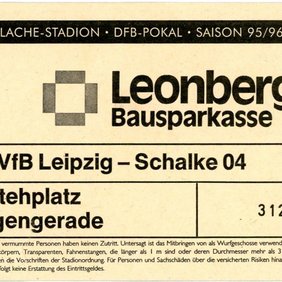 LACHE-STADION · DFB-POKAL · SAISON 95/96
Leonberg
Bausparkasse
VfB Leipzig – Schalke 04
tehplatz
gengerade
312
vermummte Personen haben keinen Zutritt. Untersagt ist das Mitbringen von als Wurfgeschosse verwend
körpern, Transparenten, Fahnenstangen, die länger als 1 m sind oder deren Durchmesser mehr als 3
en die Vorschriften der Stadionordnung. Für Personen und Sachschäden über die versicherten Risiken hina
folgt keine Erstattung des Eintrittsgeldes.